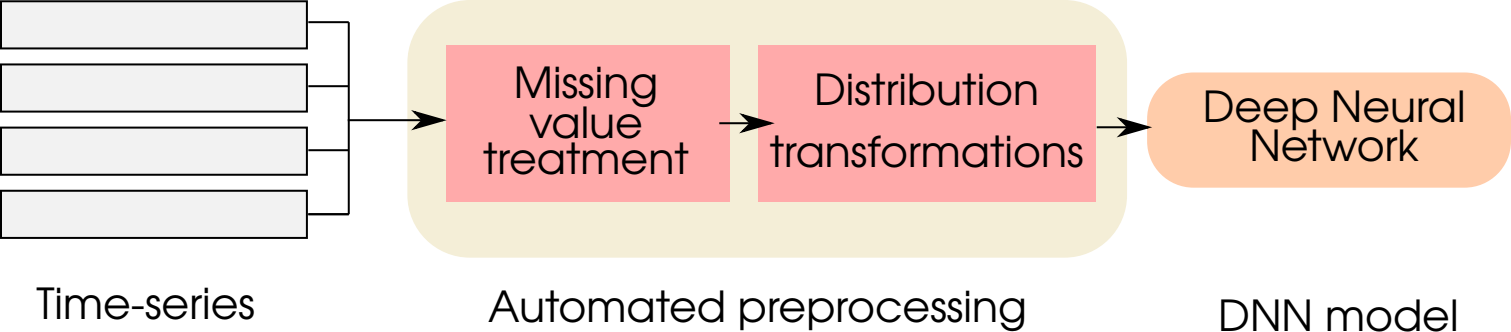 Missing
value
treatment
Distribution
transformations
Deep Neural
Network
Time-series
Automated preprocessing
DNN model